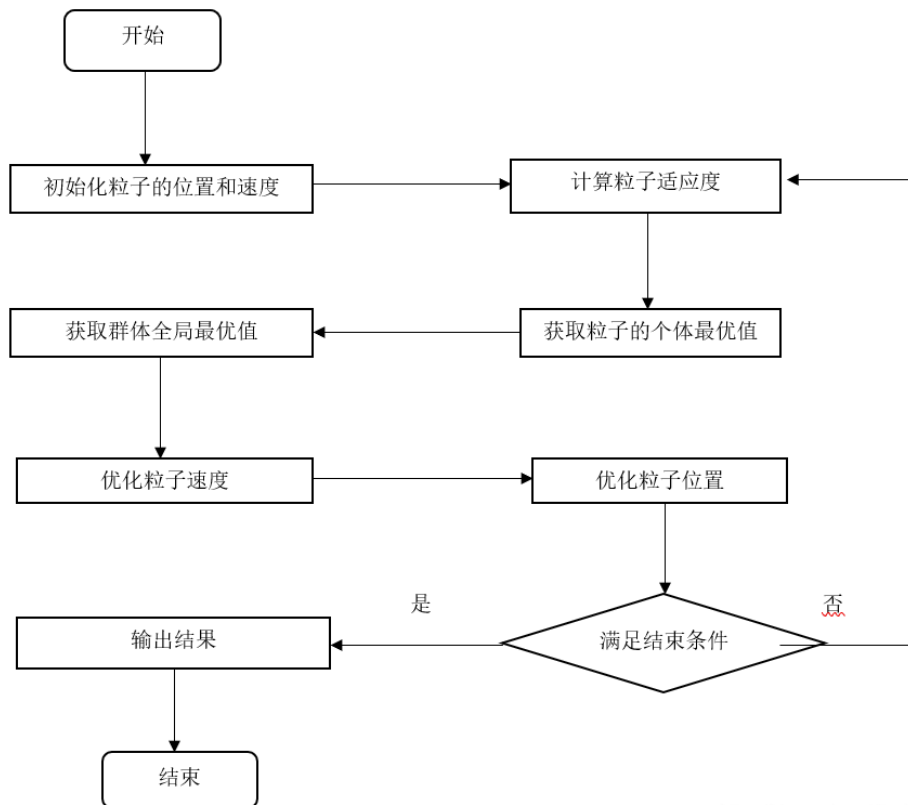 开始
初始化粒子的位置和速度
计算粒子适应度
获取群体全局最优值
获取粒子的个体最优值
优化粒子速度
优化粒子位置
是
否
输出结果
满足结束条件
结束